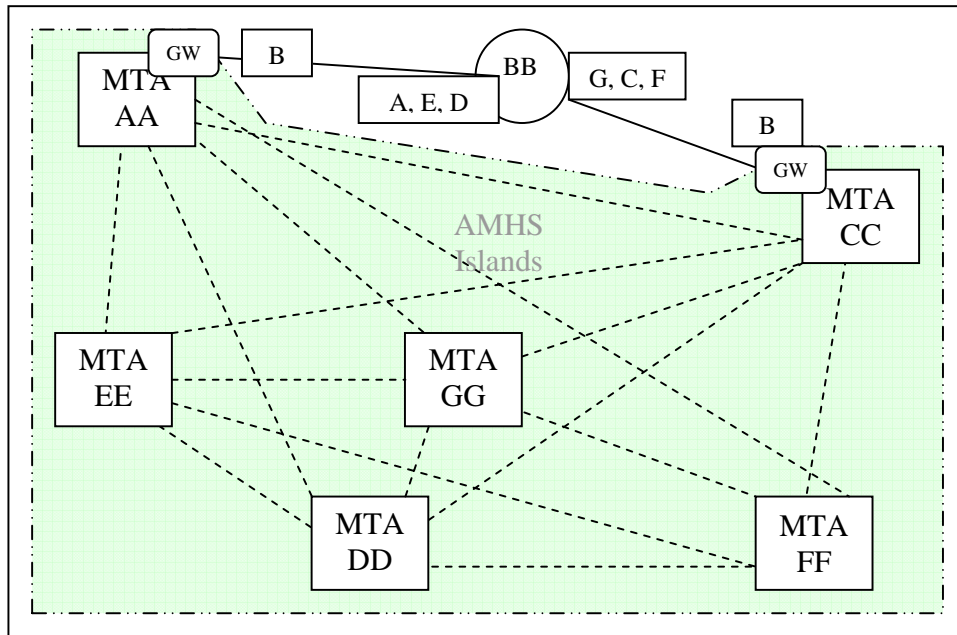 GW
B
BB
MTA
AA
A, E, D
G, C, F
B
GW
MTA
CC
AMHS
Islands
MTA
EE
MTA
GG
MTA
DD
MTA
FF